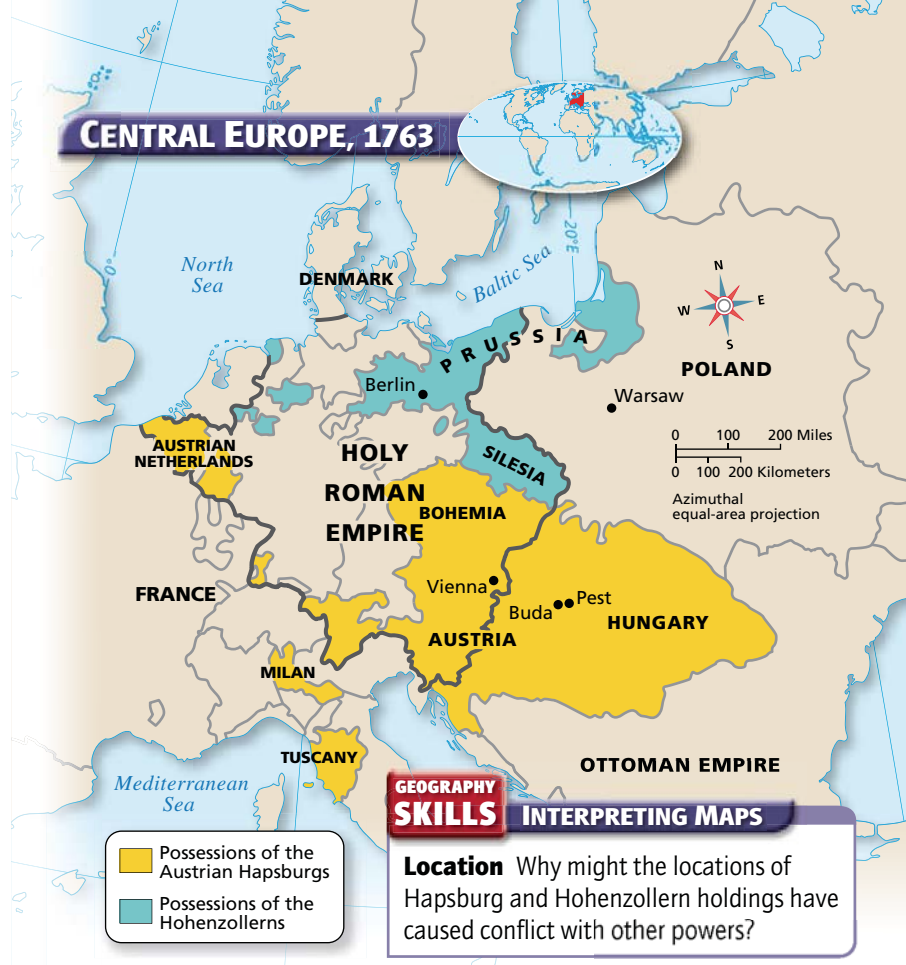 CENTRAL EUROPE, 1763
0°
20°E
North
Sea
DENMARK
Baltic Sea
N
W
E
S
PRUSSIA
POLAND
Berlin
Warsaw
AUSTRIAN
NETHERLANDS
HOLY
ROMAN
EMPIRE
SILESIA
0 100 200 Miles
0 100 200 Kilometers
Azimuthal
equal-area projection
BOHEMIA
FRANCE
Vienna
Buda
Pest
HUNGARY
AUSTRIA
MILAN
TUSCANY
OTTOMAN EMPIRE
Mediterranean
Sea
Possessions of the
Austrian Hapsburgs
Possessions of the
Hohenzollerns
GEOGRAPHY
SKILLS
INTERPRETING MAPS
Location Why might the locations of
Hapsburg and Hohenzollern holdings have
caused conflict with other powers?